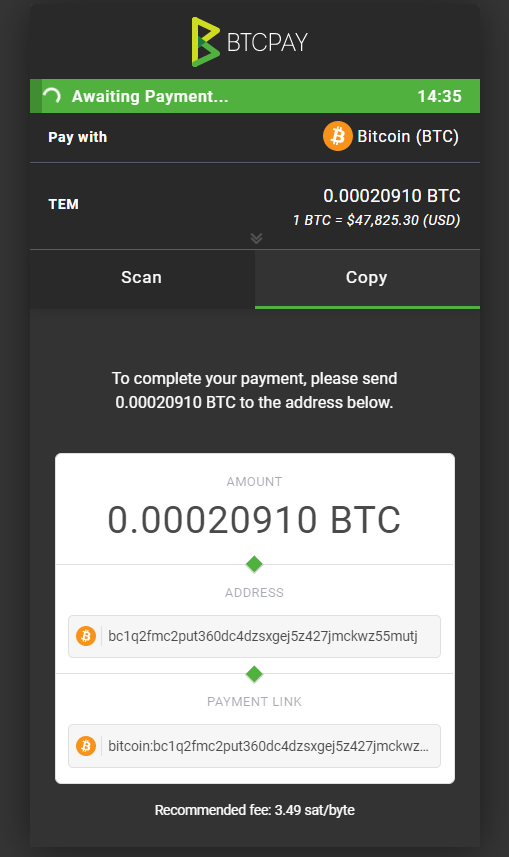 BTCPAY
Awaiting Payment... 14:35
Pay with Bitcoin (BTC)
TEM 0.00020910 BTC
1 BTC = $47,825.30 (USD)
Scan Copy
To complete your payment, please send
0.00020910 BTC to the address below.
AMOUNT
0.00020910 BTC
ADDRESS
bc1q2fmc2put360dc4dzsxgej5z427jmckwz55mutj
PAYMENT LINK
bitcoin:bc1q2fmc2put360dc4dzsxgej5z427jmckwz...
Recommended fee: 3.49 sat/byte